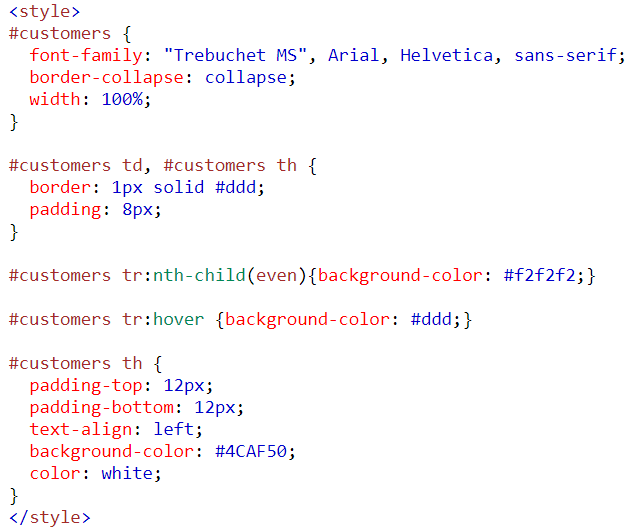 <style>
#customers {
  font-family: "Trebuchet MS", Arial, Helvetica, sans-serif;
  border-collapse: collapse;
  width: 100%;
}

#customers td, #customers th {
  border: 1px solid #ddd;
  padding: 8px;
}

#customers tr:nth-child(even){background-color: #f2f2f2;}

#customers tr:hover {background-color: #ddd;}

#customers th {
  padding-top: 12px;
  padding-bottom: 12px;
  text-align: left;
  background-color: #4CAF50;
  color: white;
}
</style>